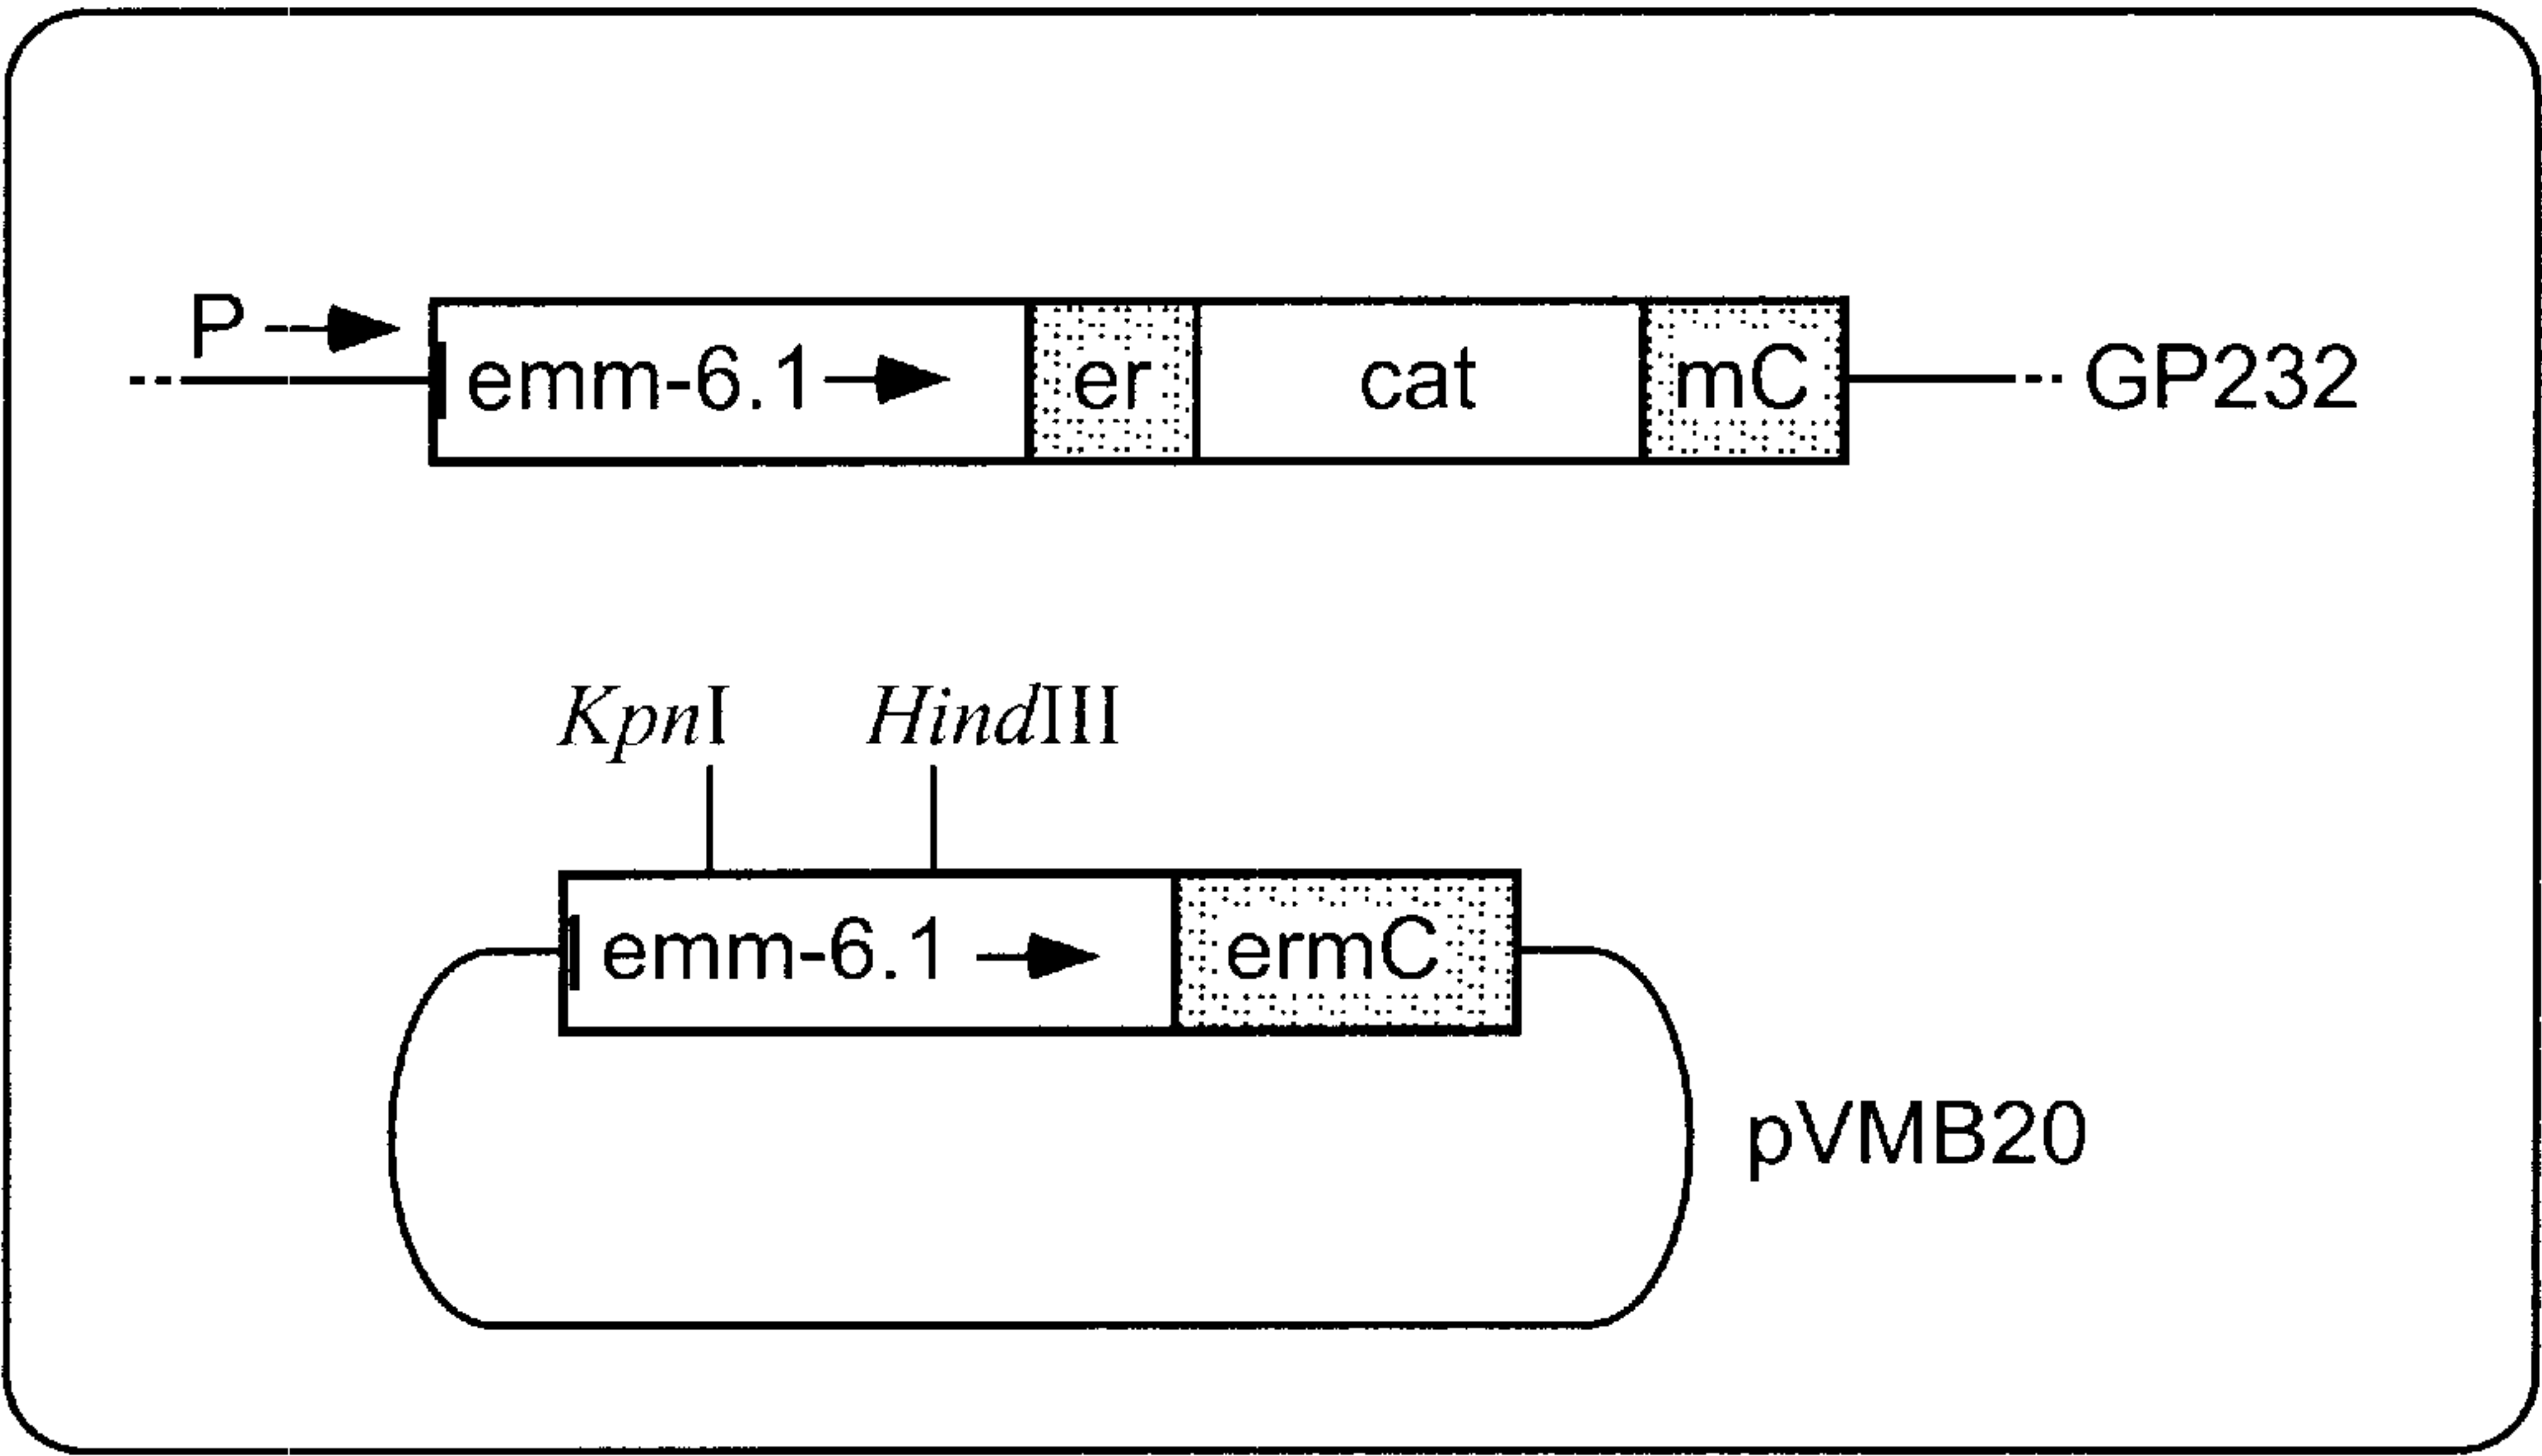 P
emm-6.1 er cat mC GP232
KpnI HindIII
emm-6.1 ermC
pVMB20